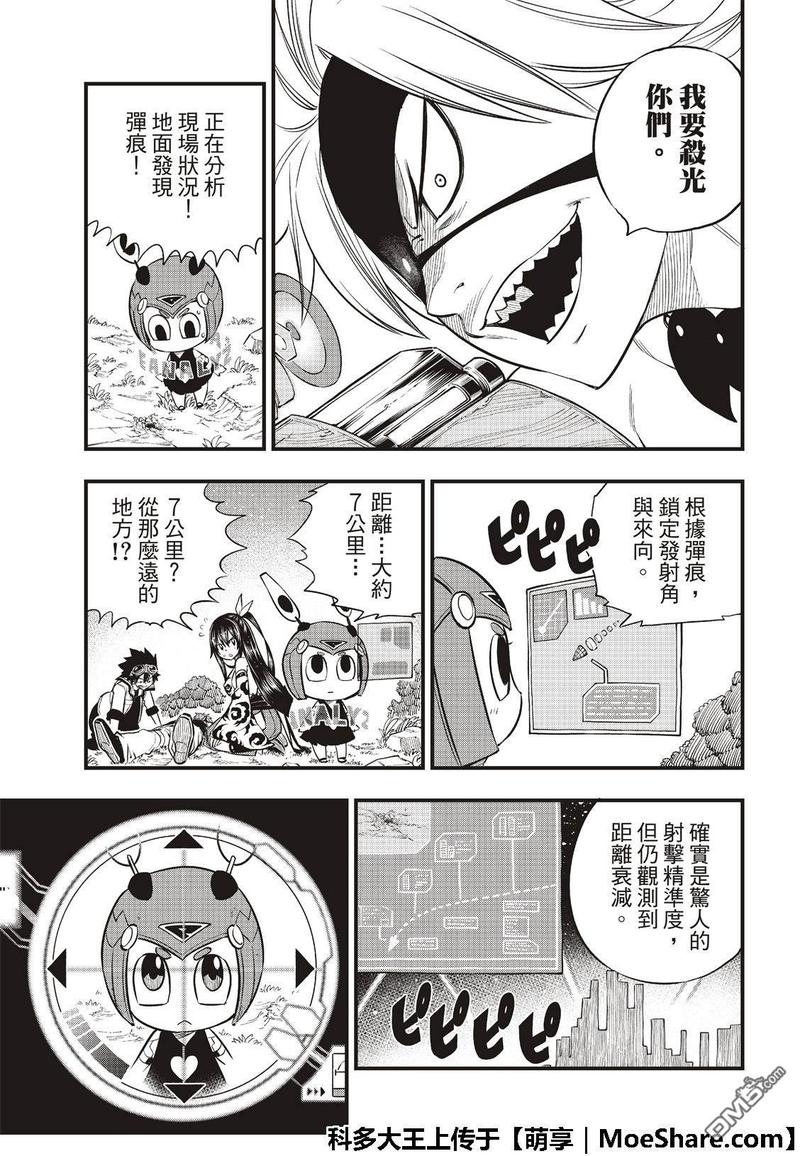 我要殺光
你們。
正在分析
現場狀況！
地面發現
彈痕！
ANALY
根據彈痕，
鎖定發射角
與來向。
ピピピ
距離…大約
7公里…
7公里？
從那麼遠的
地方!?
ANALY
確實是驚人的
射擊精準度，
但仍觀測到
距離衰減。
ピピピピ
科多大王上传于【萌享｜MoeShare.com】